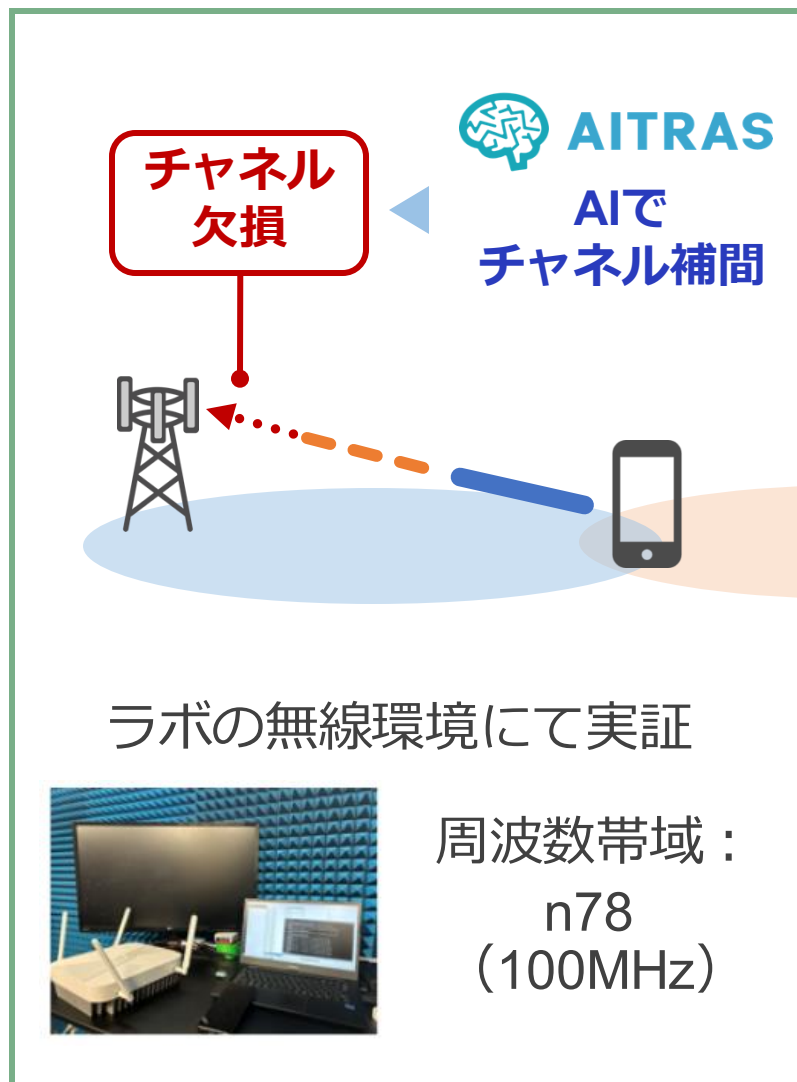 チャネル
欠損
AITRAS
AIで
チャネル補間
ラボの無線環境にて実証
周波数帯域：
n78
（100MHz）